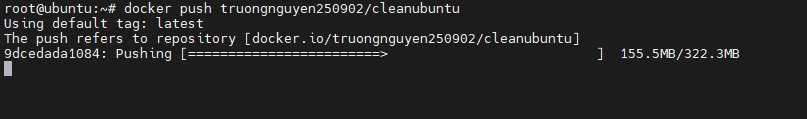 root@ubuntu:~# docker push truongnguyen250902/cleanubuntu
Using default tag: latest
The push refers to repository [docker.io/truongnguyen250902/cleanubuntu]
9dcedada1084: Pushing [========================>                          ]  155.5MB/322.3MB